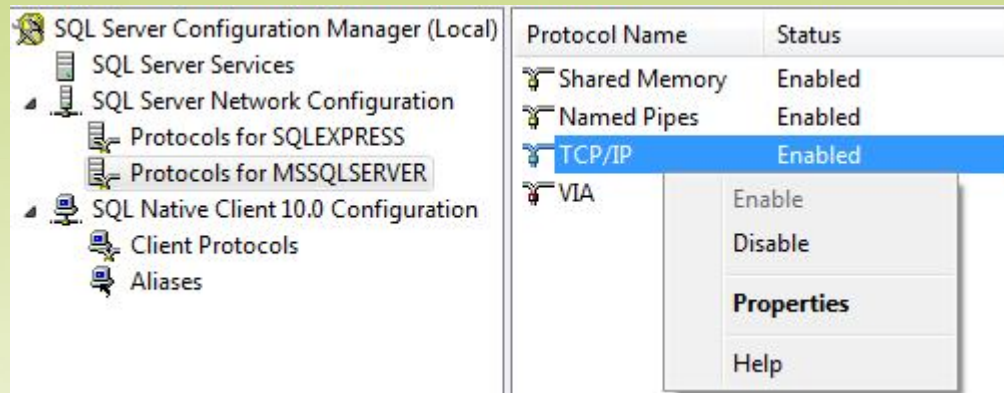 SQL Server Configuration Manager (Local)
SQL Server Services
SQL Server Network Configuration
Protocols for SQLEXPRESS
Protocols for MSSQLSERVER
SQL Native Client 10.0 Configuration
Client Protocols
Aliases
Protocol Name Status
Shared Memory Enabled
Named Pipes Enabled
TCP/IP Enabled
VIA
Enable
Disable
Properties
Help